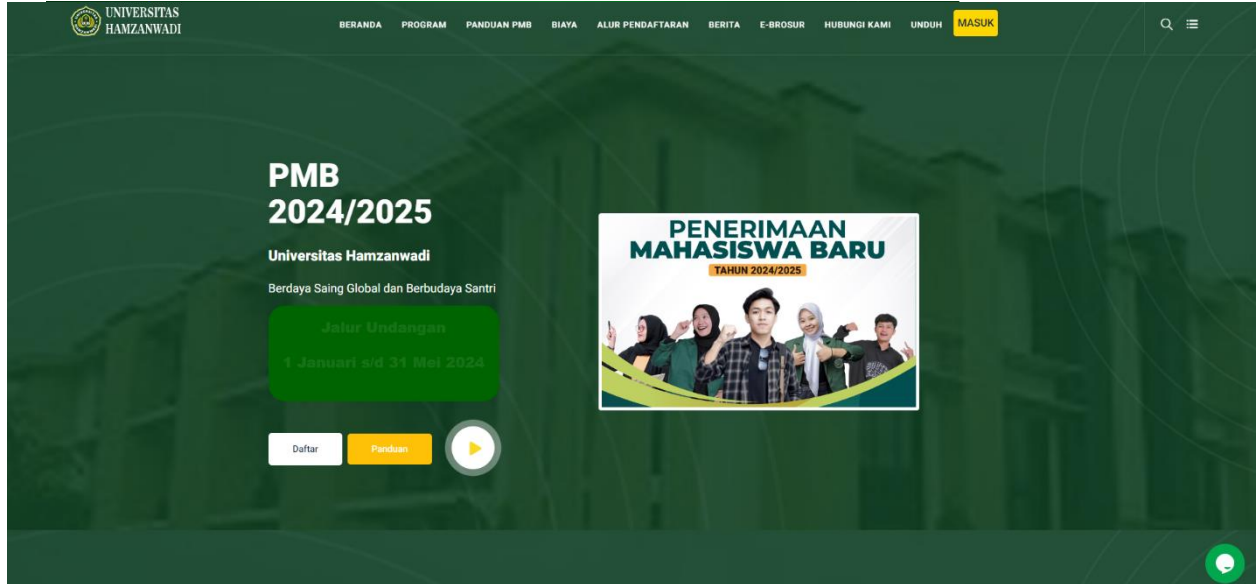 UNIVERSITAS
HAMZANWADI
BERANDA PROGRAM PANDUAN PMB BIAYA ALUR PENDAFTARAN BERITA E-BROSUR HUBUNGI KAMI UNDUH MASUK
PMB
2024/2025
Universitas Hamzanwadi
Berdaya Saing Global dan Berbudaya Santri
Jalur Undangan
1 Januari s/d 31 Mei 2024
Daftar Panduan
PENERIMAAN
MAHASISWA BARU
TAHUN 2024/2025